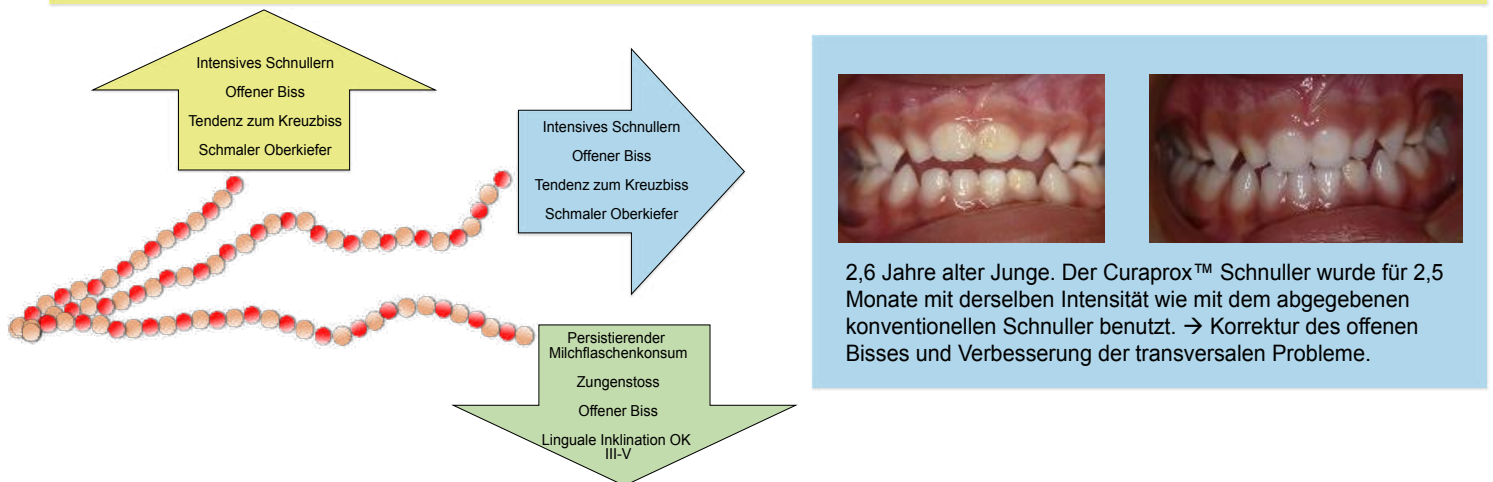 Intensives Schnullern
Offener Biss
Tendenz zum Kreuzbiss
Schmaler Oberkiefer
Intensives Schnullern
Offener Biss
Tendenz zum Kreuzbiss
Schmaler Oberkiefer
Persistierender
Milchflaschenkonsum
Zungenstoss
Offener Biss
Linguale Inklination OK
III-V
2,6 Jahre alter Junge. Der Curaprox™ Schnuller wurde für 2,5
Monate mit derselben Intensität wie mit dem abgegebenen
konventionellen Schnuller benutzt. → Korrektur des offenen
Bisses und Verbesserung der transversalen Probleme.